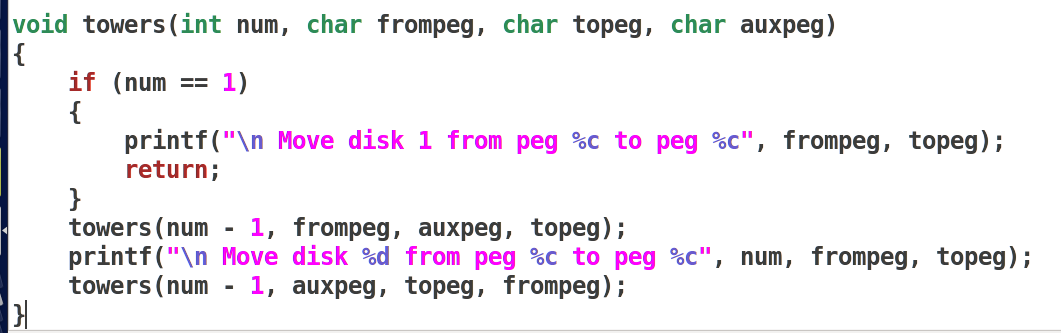 void towers(int num, char frompeg, char topeg, char auxpeg)
{
    if (num == 1)
    {
        printf("\n Move disk 1 from peg %c to peg %c", frompeg, topeg);
        return;
    }
    towers(num - 1, frompeg, auxpeg, topeg);
    printf("\n Move disk %d from peg %c to peg %c", num, frompeg, topeg);
    towers(num - 1, auxpeg, topeg, frompeg);
}